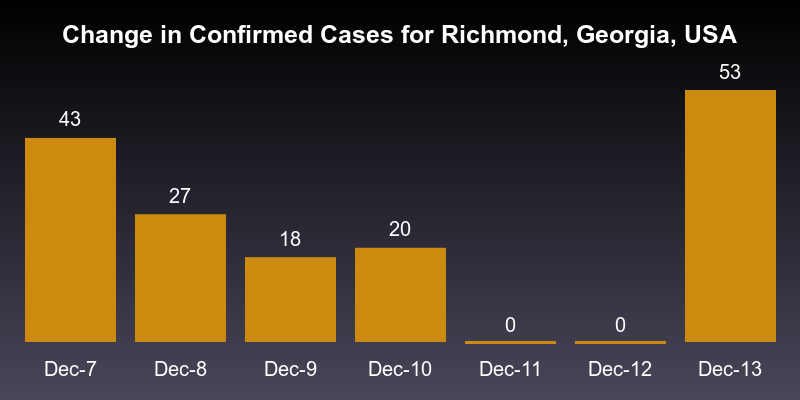 Change in Confirmed Cases for Richmond, Georgia, USA
53
43
27
20
18
0
0
Dec-7
Dec-8
Dec-9
Dec-10
Dec-11
Dec-12
Dec-13